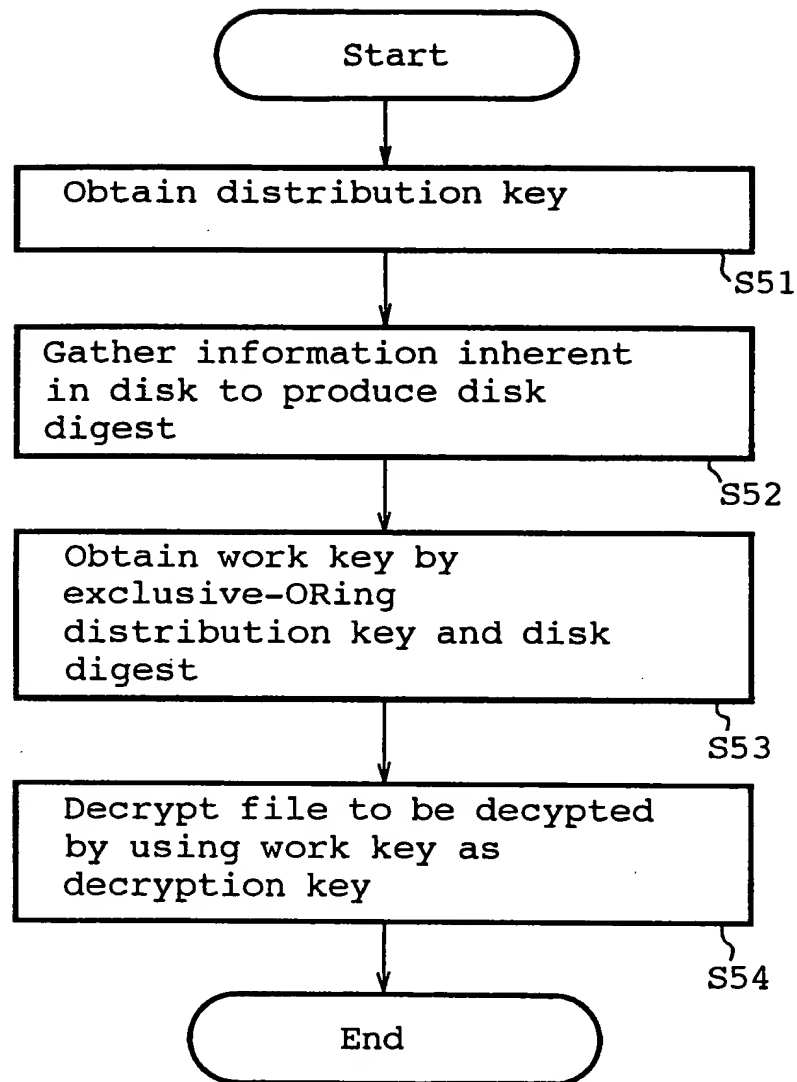 Start
Obtain distribution key
S51
Gather information inherent
in disk to produce disk
digest
S52
Obtain work key by
exclusive-ORing
distribution key and disk
digest
S53
Decrypt file to be decypted
by using work key as
decryption key
S54
End